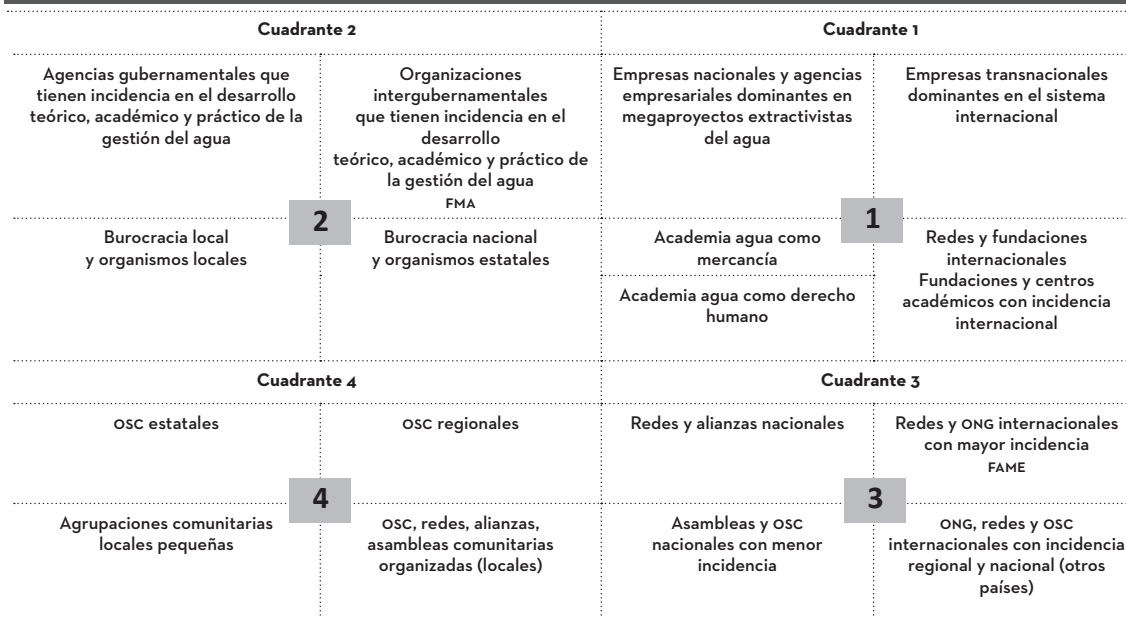 Cuadrante 2
Cuadrante 1
Agencias gubernamentales que
tienen incidencia en el desarrollo
teórico, académico y práctico de la
gestión del agua
Organizaciones
intergubernamentales
que tienen incidencia en el
desarrollo
teórico, académico y práctico de
la gestión del agua
FMA
Empresas nacionales y agencias
empresariales dominantes en
megaproyectos extractivistas
del agua
Empresas transnacionales
dominantes en el sistema
internacional
2
1
Burocracia local
y organismos locales
Burocracia nacional
y organismos estatales
Academia agua como
mercancía
Academia agua como derecho
humano
Redes y fundaciones
internacionales
Fundaciones y centros
académicos con incidencia
internacional
Cuadrante 4
Cuadrante 3
OSC estatales
OSC regionales
Redes y alianzas nacionales
Redes y ONG internacionales
con mayor incidencia
FAME
4
3
Agrupaciones comunitarias
locales pequeñas
OSC, redes, alianzas,
asambleas comunitarias
organizadas (locales)
Asambleas y OSC
nacionales con menor
incidencia
ONG, redes y OSC
internacionales con incidencia
regional y nacional (otros
países)